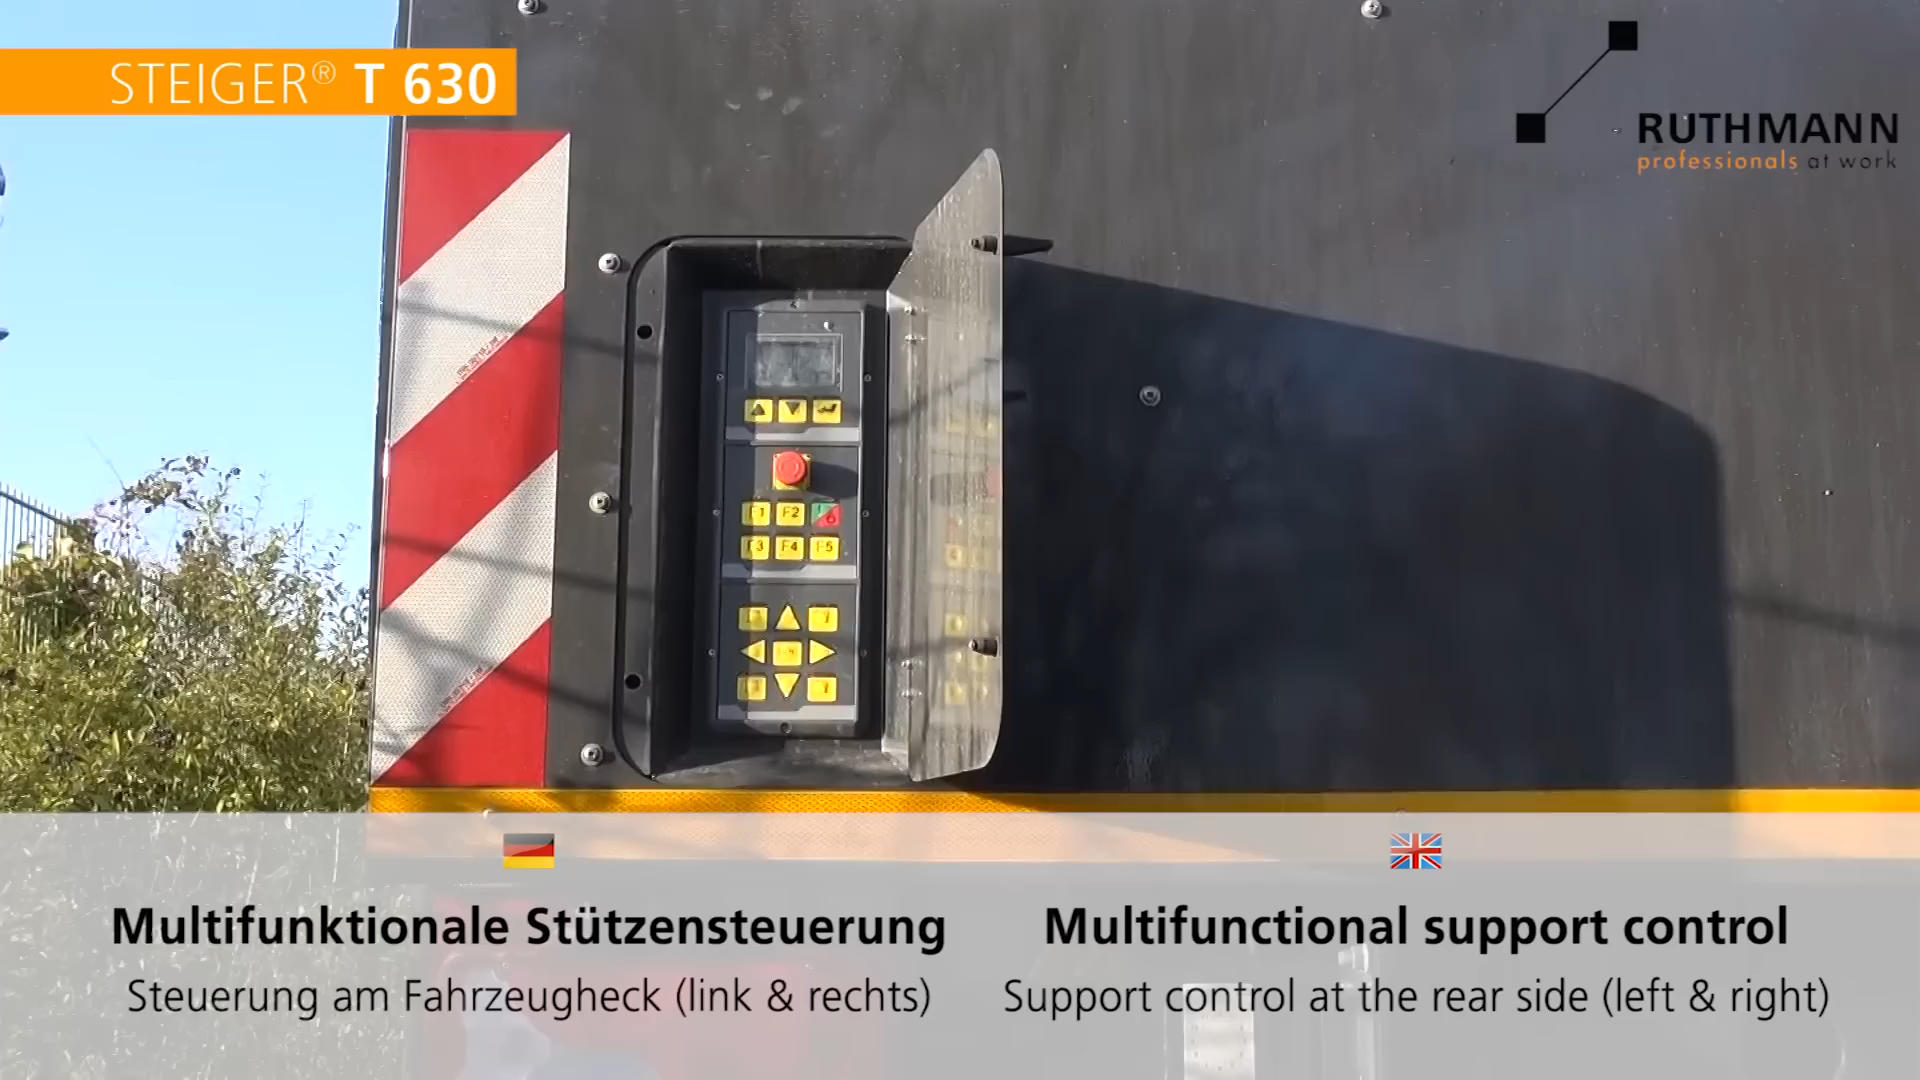 STEIGER® T 630
RUTHMANN
professionals at work
F1 F2
F3 F4 F5
Multifunktionale Stützensteuerung
Steuerung am Fahrzeugheck (link & rechts)
Multifunctional support control
Support control at the rear side (left & right)